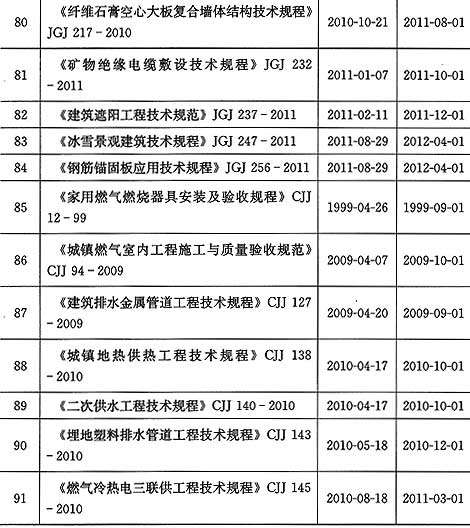 80 《纤维石膏空心大板复合墙体结构技术规程》 2010-10-21 2011-08-01
JGJ 217-2010
81 《矿物绝缘电缆敷设技术规程》JGJ 232 2011-01-07 2011-10-01
-2011
82 《建筑遮阳工程技术规范》JGJ 237-2011 2011-02-11 2011-12-01
83 《冰雪景观建筑技术规程》JGJ 247-2011 2011-08-29 2012-04-01
84 《钢筋锚固板应用技术规程》JGJ 256-2011 2011-08-29 2012-04-01
85 《家用燃气燃烧器具安装及验收规程》CJJ 1999-04-26 1999-09-01
12-99
86 《城镇燃气室内工程施工与质量验收规范》 2009-04-07 2009-10-01
CJJ 94-2009
87 《建筑排水金属管道工程技术规程》CJJ 127 2009-04-20 2009-09-01
-2009
88 《城镇地热供热工程技术规程》CJJ 138 2010-04-17 2010-10-01
-2010
89 《二次供水工程技术规程》CJJ 140-2010 2010-04-17 2010-10-01
90 《埋地塑料排水管道工程技术规程》CJJ 143 2010-05-18 2010-12-01
-2010
91 《燃气冷热电三联供工程技术规程》CJJ 145 2010-08-18 2011-03-01
-2010